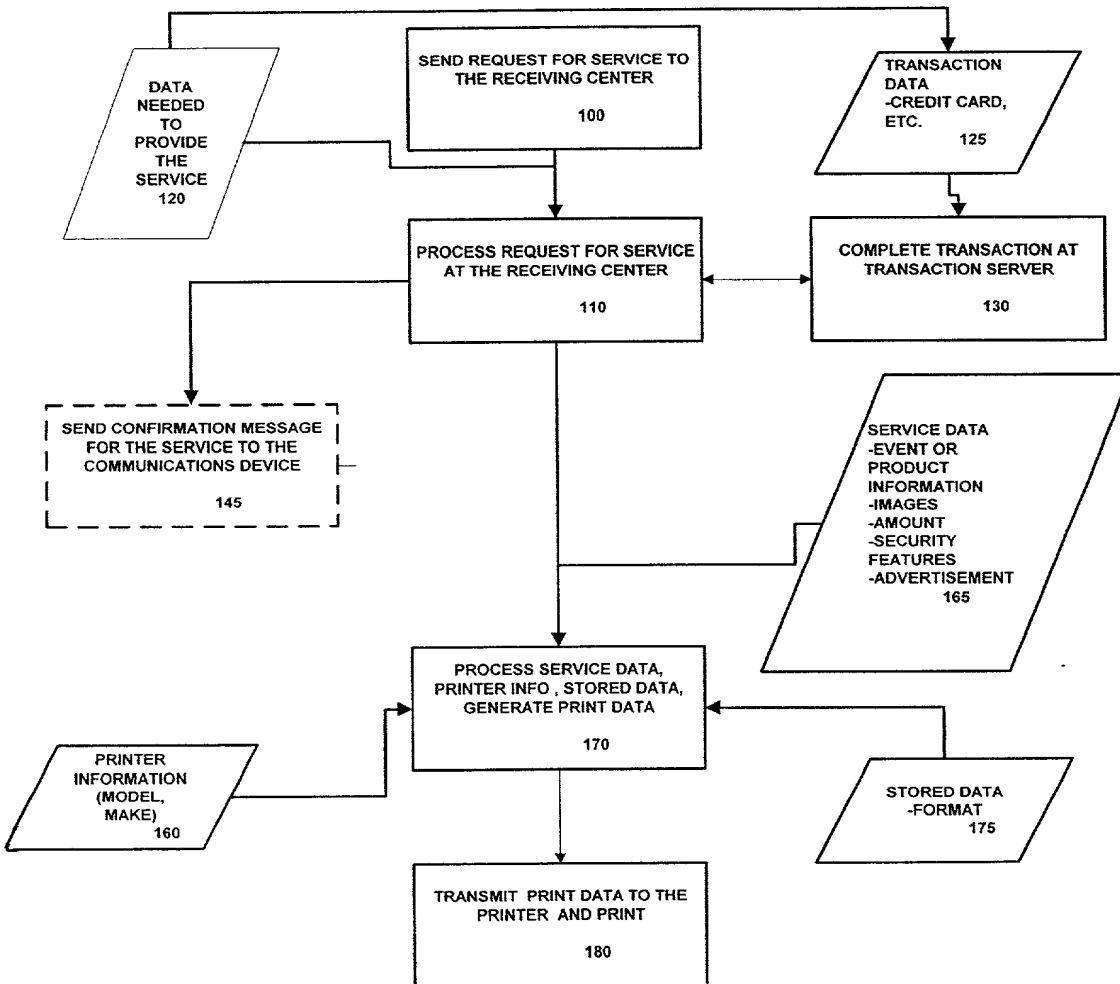 SEND REQUEST FOR SERVICE TO
THE RECEIVING CENTER
100
DATA
NEEDED
TO
PROVIDE
THE
SERVICE
120
TRANSACTION
DATA
-CREDIT CARD,
ETC.
125
PROCESS REQUEST FOR SERVICE
AT THE RECEIVING CENTER
110
COMPLETE TRANSACTION AT
TRANSACTION SERVER
130
SEND CONFIRMATION MESSAGE
FOR THE SERVICE TO THE
COMMUNICATIONS DEVICE
145
SERVICE DATA
-EVENT OR
PRODUCT
INFORMATION
-IMAGES
-AMOUNT
-SECURITY
FEATURES
-ADVERTISEMENT
165
PROCESS SERVICE DATA,
PRINTER INFO , STORED DATA,
GENERATE PRINT DATA
170
PRINTER
INFORMATION
(MODEL,
MAKE)
160
STORED DATA
-FORMAT
175
TRANSMIT PRINT DATA TO THE
PRINTER AND PRINT
180